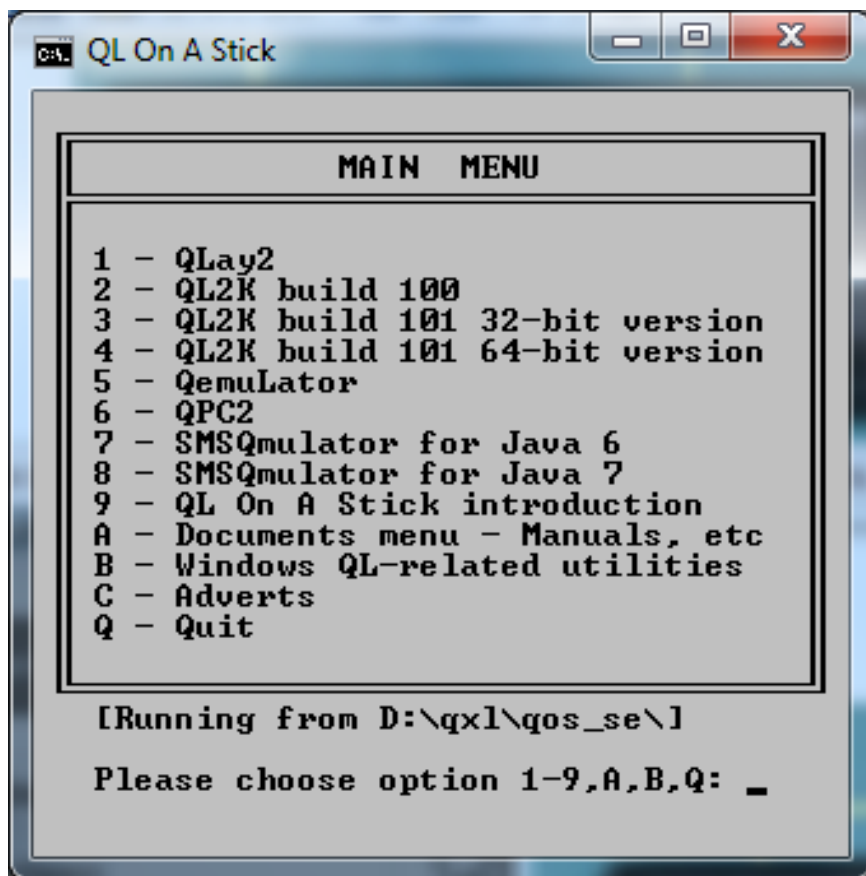 QL On A Stick
MAIN MENU
1 - QLay2
2 - QL2K build 100
3 - QL2K build 101 32-bit version
4 - QL2K build 101 64-bit version
5 - QemuLator
6 - QPC2
7 - SMSQmulator for Java 6
8 - SMSQmulator for Java 7
9 - QL On A Stick introduction
A - Documents menu - Manuals, etc
B - Windows QL-related utilities
C - Adverts
Q - Quit
[Running from D:\qxl\qos_se\]
Please choose option 1-9,A,B,Q: _